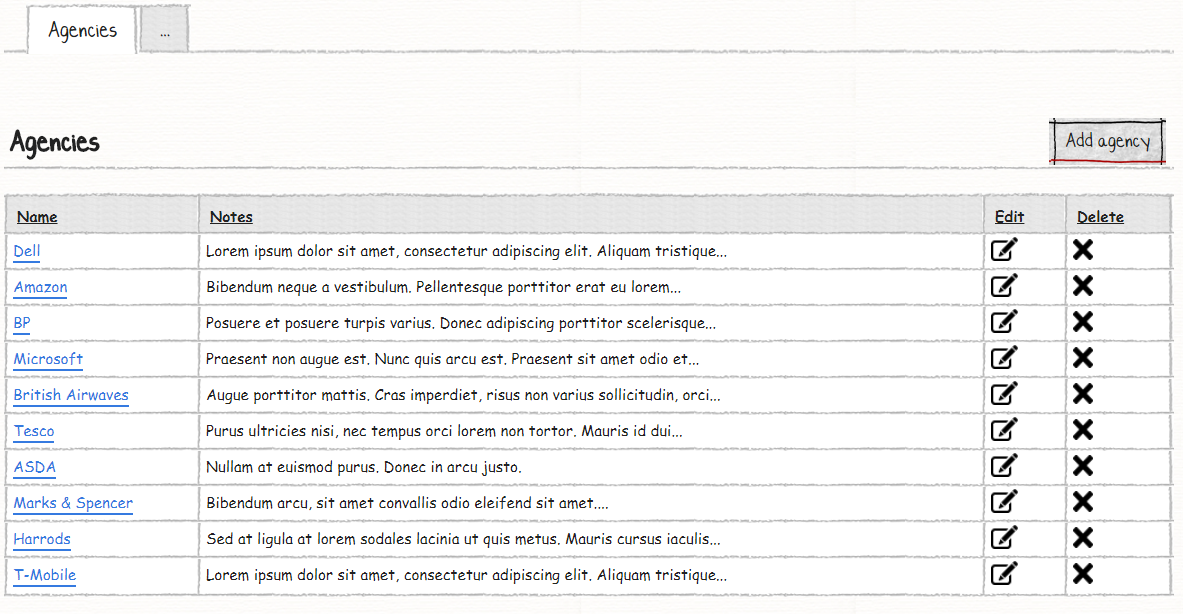 Agencies ...
Agencies Add agency
Name Notes Edit Delete
Dell Lorem ipsum dolor sit amet, consectetur adipiscing elit. Aliquam tristique...
Amazon Bibendum neque a vestibulum. Pellentesque porttitor erat eu lorem...
BP Posuere et posuere turpis varius. Donec adipiscing porttitor scelerisque...
Microsoft Praesent non augue est. Nunc quis arcu est. Praesent sit amet odio et...
British Airwaves Augue porttitor mattis. Cras imperdiet, risus non varius sollicitudin, orci...
Tesco Purus ultricies nisi, nec tempus orci lorem non tortor. Mauris id dui...
ASDA Nullam at euismod purus. Donec in arcu justo.
Marks & Spencer Bibendum arcu, sit amet convallis odio eleifend sit amet....
Harrods Sed at ligula at lorem sodales lacinia ut quis metus. Mauris cursus iaculis...
T-Mobile Lorem ipsum dolor sit amet, consectetur adipiscing elit. Aliquam tristique...